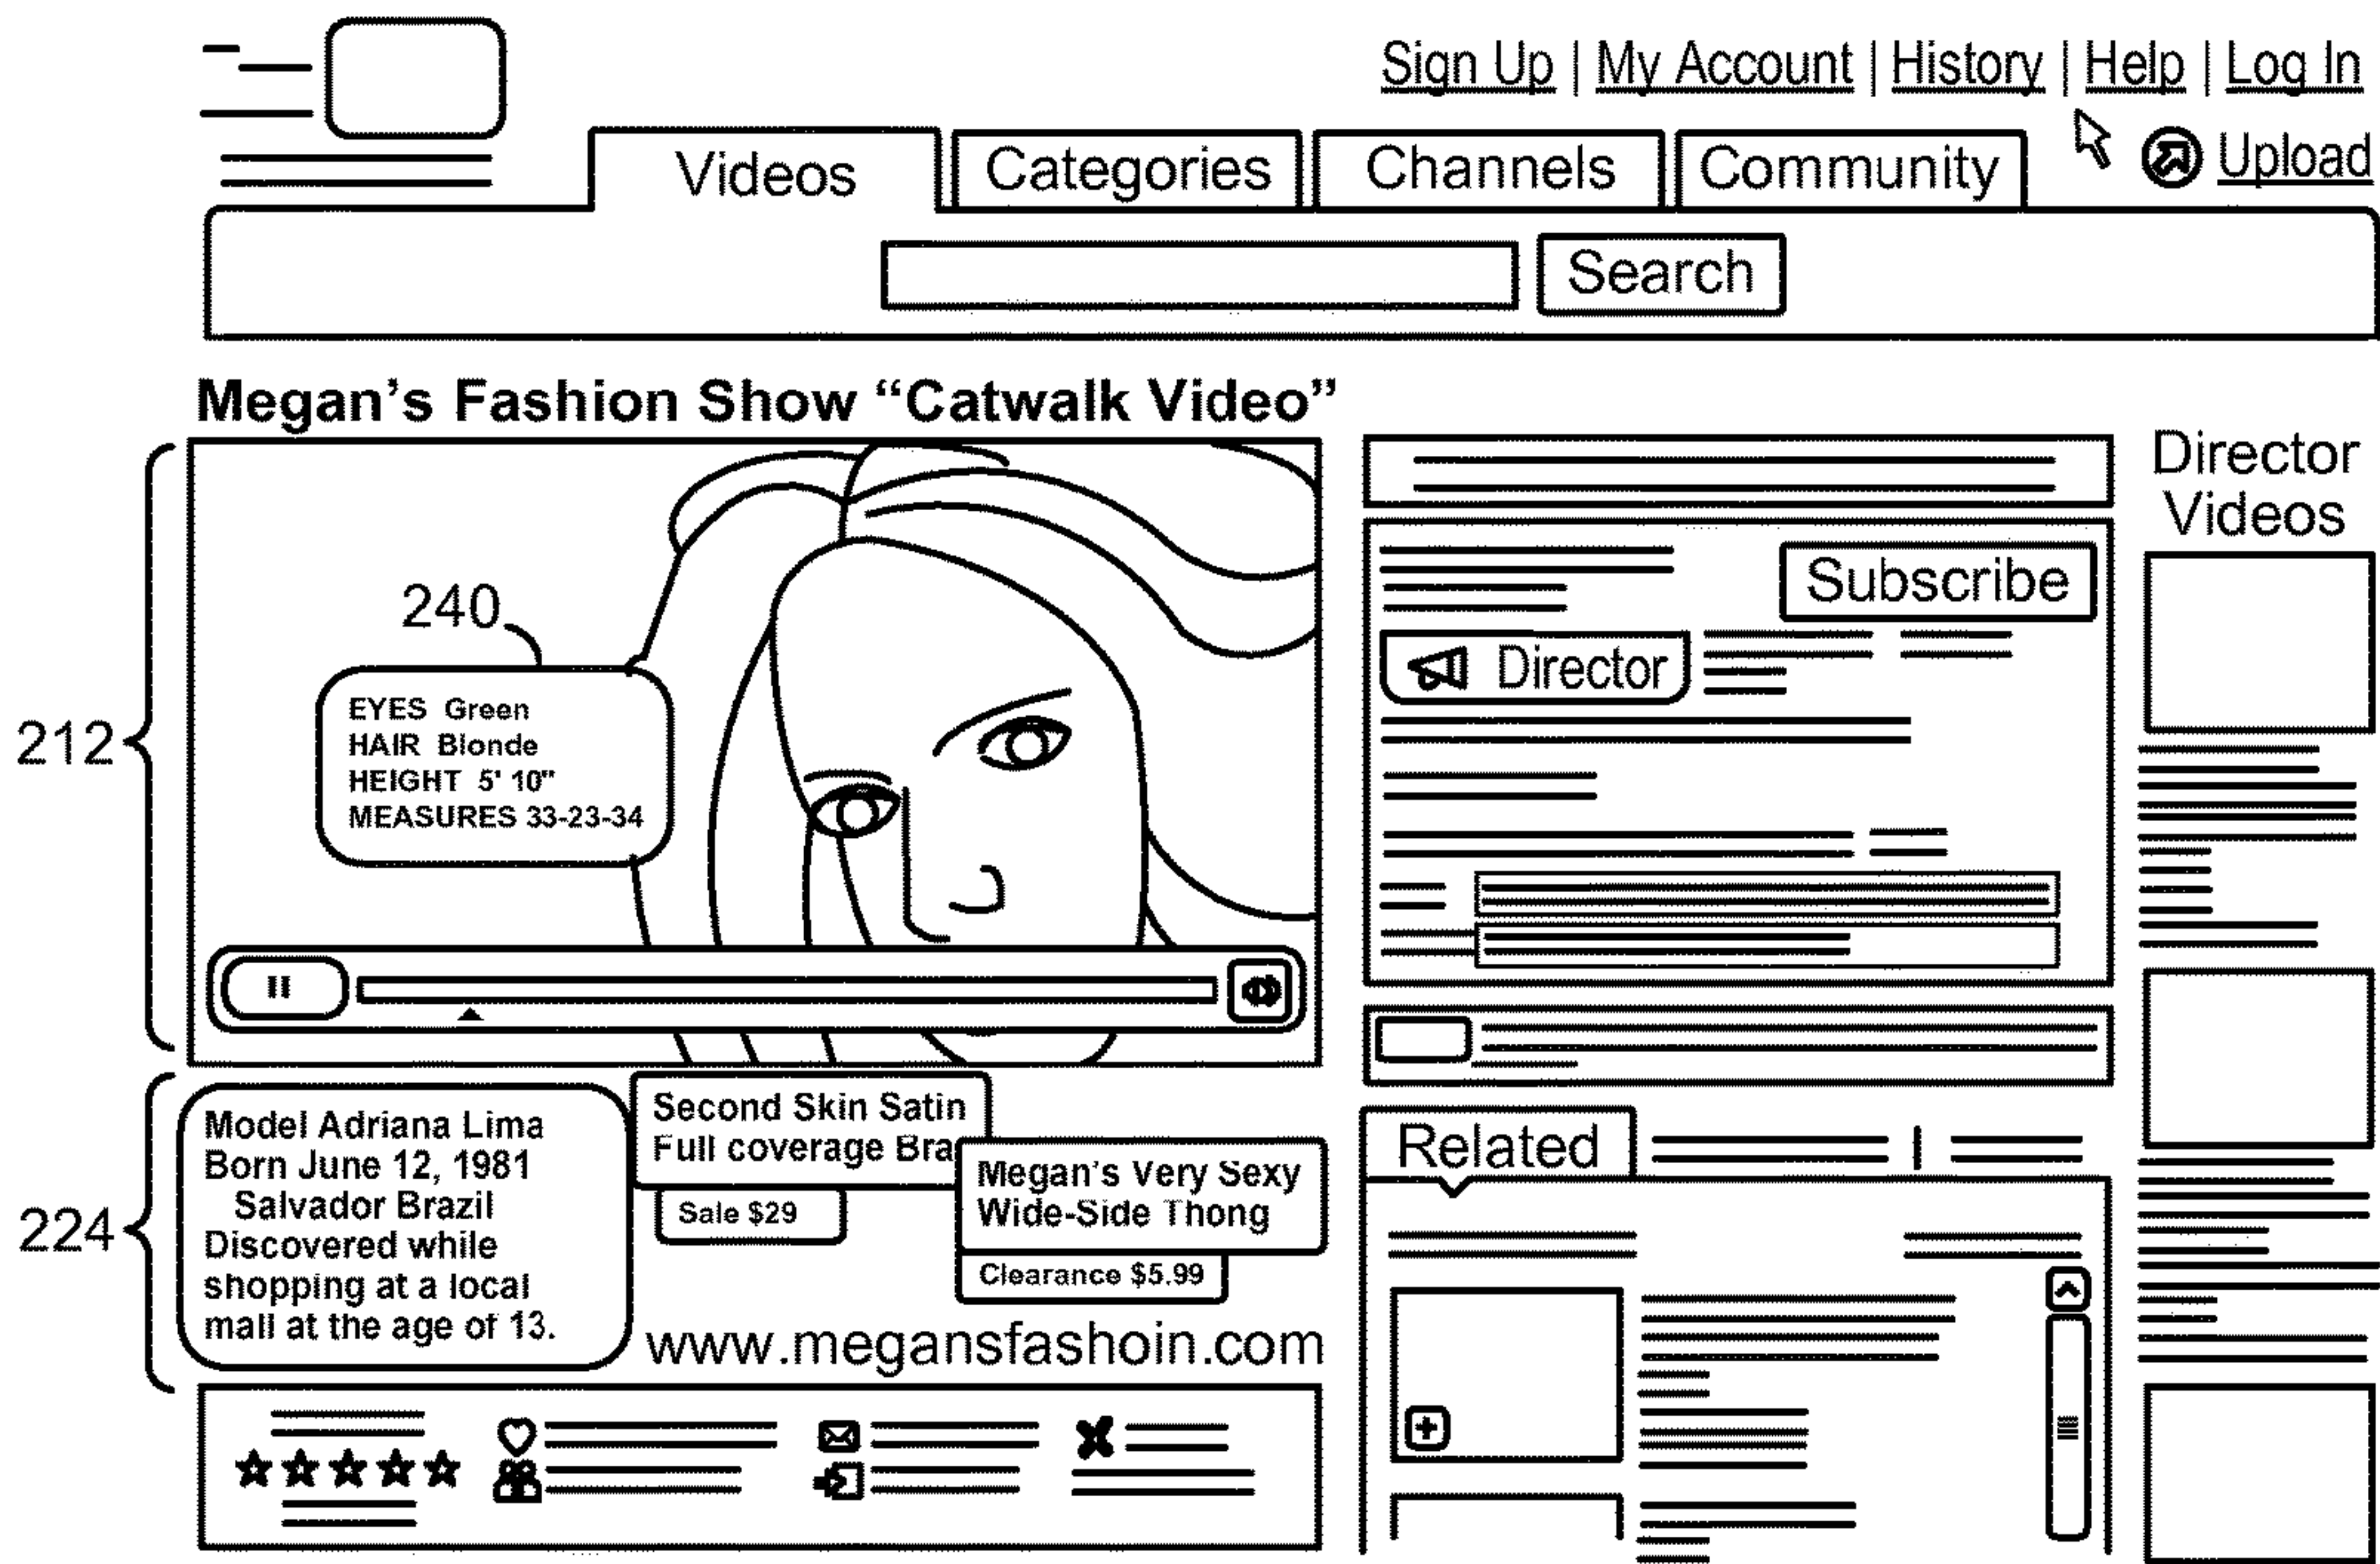 Sign Up | My Account | History | Help | Log In
Videos
Categories
Channels
Community
Upload
Search
Megan's Fashion Show “Catwalk Video”
212
240
EYES Green
HAIR Blonde
HEIGHT 5' 10"
MEASURES 33-23-34
Subscribe
Director
Director
Videos
224
Model Adriana Lima
Born June 12, 1981
Salvador Brazil
Discovered while
shopping at a local
mall at the age of 13.
Second Skin Satin
Full coverage Bra
Sale $29
Megan's Very Sexy
Wide-Side Thong
Clearance $5.99
www.megansfashoin.com
Related